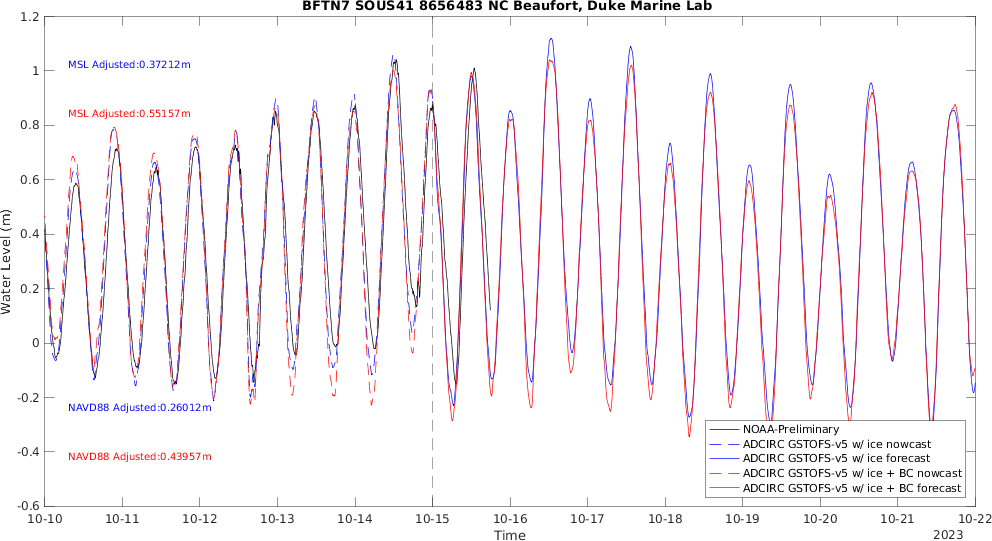 BFTN7 SOUS41 8656483 NC Beaufort, Duke Marine Lab
1.2
1
0.8
0.6
0.4
0.2
0
-0.2
-0.4
-0.6
Water Level (m)
MSL Adjusted:0.37212m
MSL Adjusted:0.55157m
NAVD88 Adjusted:0.26012m
NAVD88 Adjusted:0.43957m
NOAA-Preliminary
ADCIRC GSTOFS-v5 w/ ice nowcast
ADCIRC GSTOFS-v5 w/ ice forecast
ADCIRC GSTOFS-v5 w/ ice + BC nowcast
ADCIRC GSTOFS-v5 w/ ice + BC forecast
10-10 10-11 10-12 10-13 10-14 10-15 10-16 10-17 10-18 10-19 10-20 10-21 10-22
Time
2023